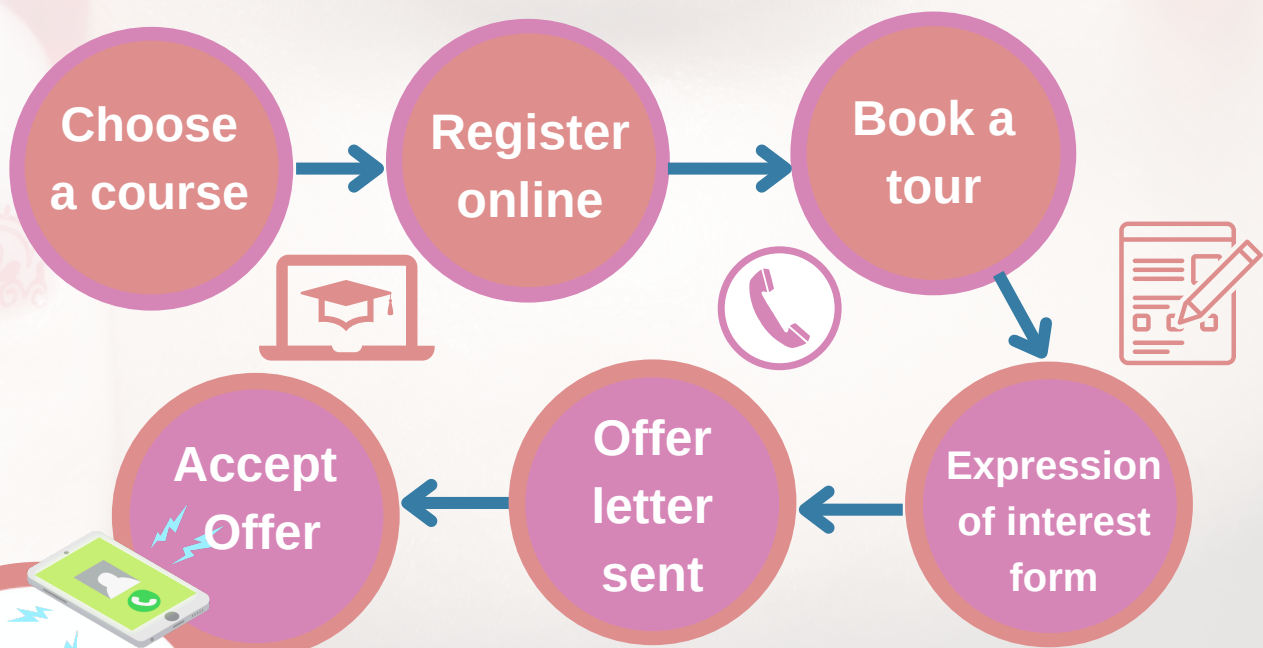 Choose
a course
Register
online
Book a
tour
Expression
of interest
form
Offer
letter
sent
Accept
Offer